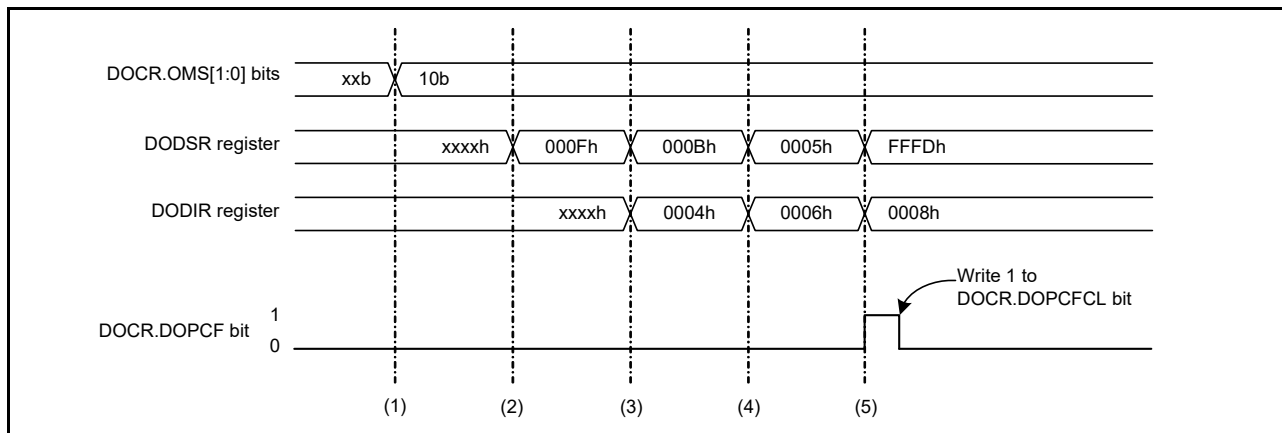 DOCR.OMS[1:0] bits xxb 10b
DODSR register xxxxh 000Fh 000Bh 0005h FFFDh
DODIR register xxxxh 0004h 0006h 0008h
Write 1 to
DOCR.DOPCFCL bit
1
DOCR.DOPCF bit
0
(1) (2) (3) (4) (5)